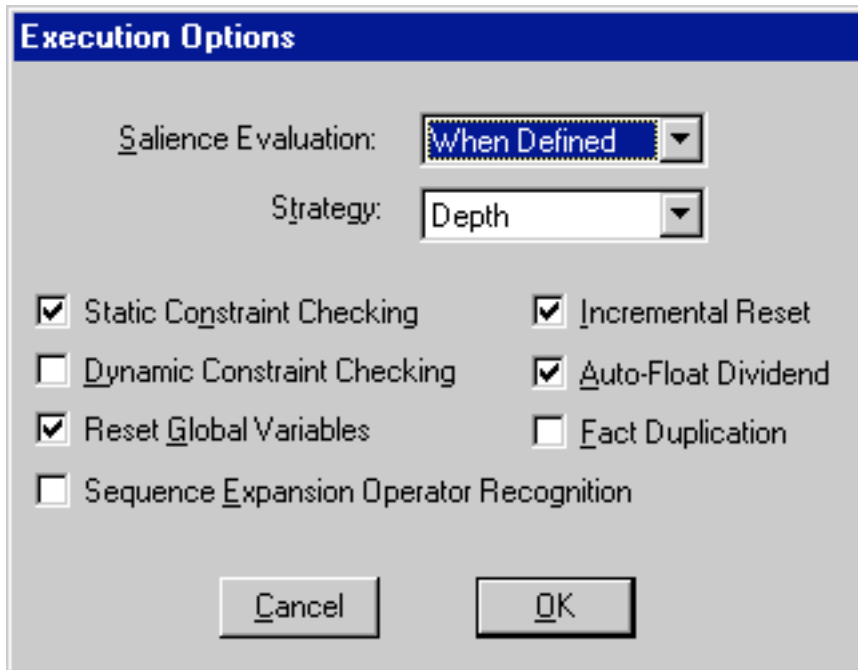 Execution Options
Salience Evaluation: When Defined
Strategy: Depth
Static Constraint Checking Incremental Reset
Dynamic Constraint Checking Auto-Float Dividend
Reset Global Variables Fact Duplication
Sequence Expansion Operator Recognition
Cancel OK